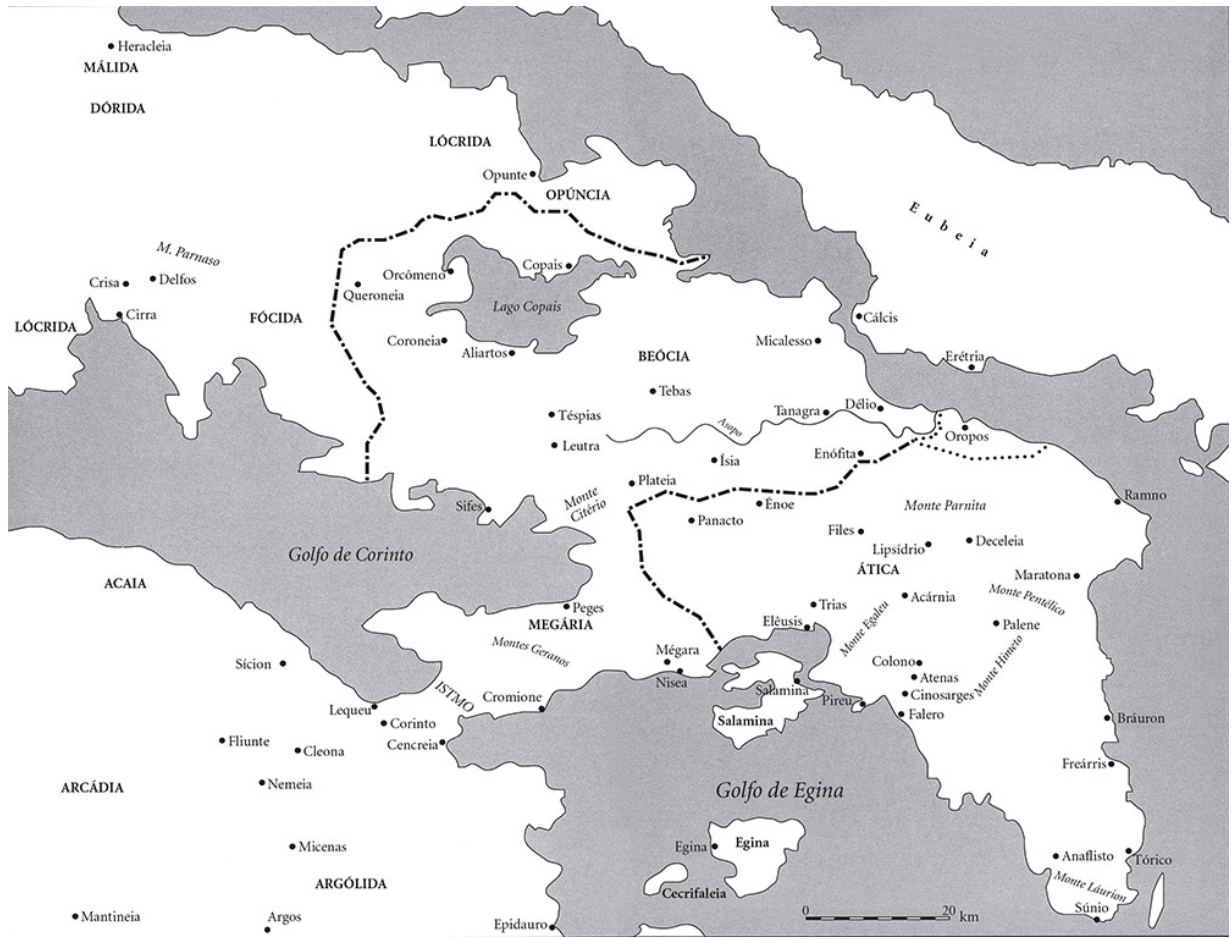 Heracleia
MÁLIDA
DÓRIDA
LÓCRIDA
Opunte
OPÚNCIA
Eubeia
M. Parnaso
Crisa
Delfos
Cirra
LÓCRIDA
FÓCIDA
Orcômeno
Queroneia
Copais
Lago Copais
Coroneia
Aliartos
BEÓCIA
Micalesso
Cálcis
Erétria
Tebas
Téspias
Leutra
Asopo
Tanagra
Délio
Oropos
Ísia
Enófita
Plateia
Monte
Citério
Sifes
Panacto
Énoe
Monte Parnita
Ramno
Files
Lipsídrio
Deceleia
ÁTICA
Maratona
Golfo de Corinto
ACAIA
Peges
MEGÁRIA
Montes Geranos
Trias
Elêusis
Monte Egaleu
Acárnia
Monte Pentélico
Palene
Monte Himeto
Sícion
ISTMO
Mégara
Nisea
Colono
Atenas
Cinosarges
Salamina
Salamina
Pireu
Falero
Cromione
Lequeu
Corinto
Cencreia
Bráuron
Fliunte
Cleona
Nemeia
Freárris
ARCÁDIA
Golfo de Egina
Micenas
Egina
Egina
Cecrifaleia
ARGÓLIDA
Anaflisto
Tórico
Monte Láurion
Súnio
Mantineia
Argos
Epidauro
0 20 km